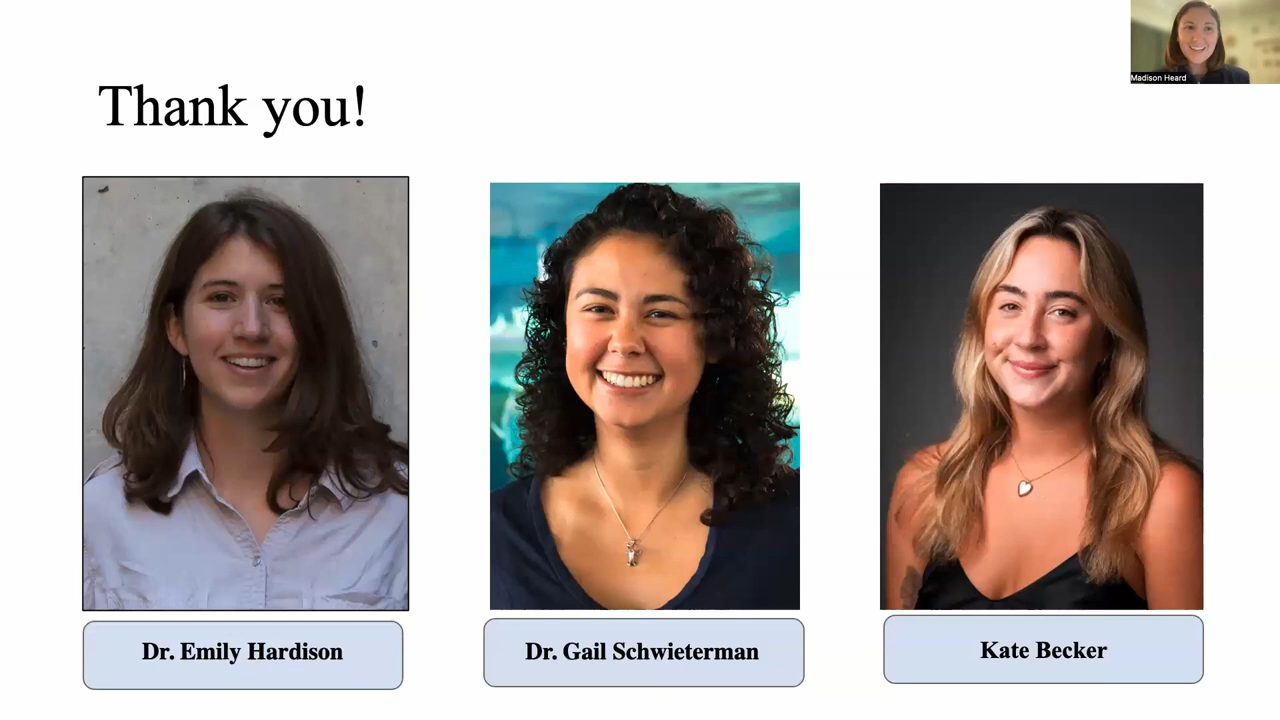 Madison Heard
Thank you!
Dr. Emily Hardison
Dr. Gail Schwieterman
Kate Becker